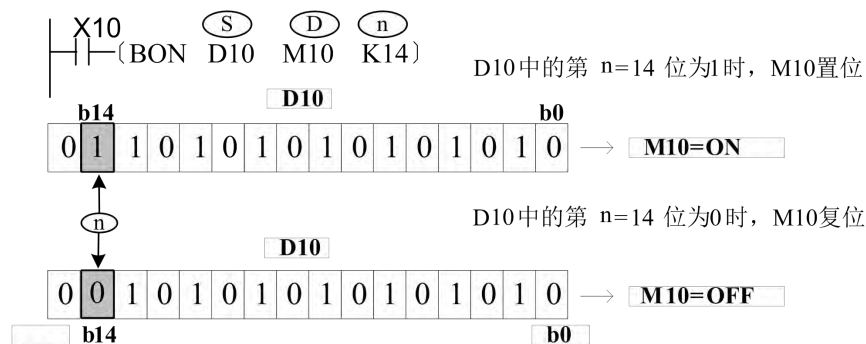 X10
S D n
BON D10 M10 K14
D10中的第 n=14 位为1时，M10置位
D10
b14 b0
0 1 1 0 1 0 1 0 1 0 1 0 1 0 1 0 M10=ON
n
D10中的第 n=14 位为0时，M10复位
D10
0 0 1 0 1 0 1 0 1 0 1 0 1 0 1 0 M10=OFF
b14 b0